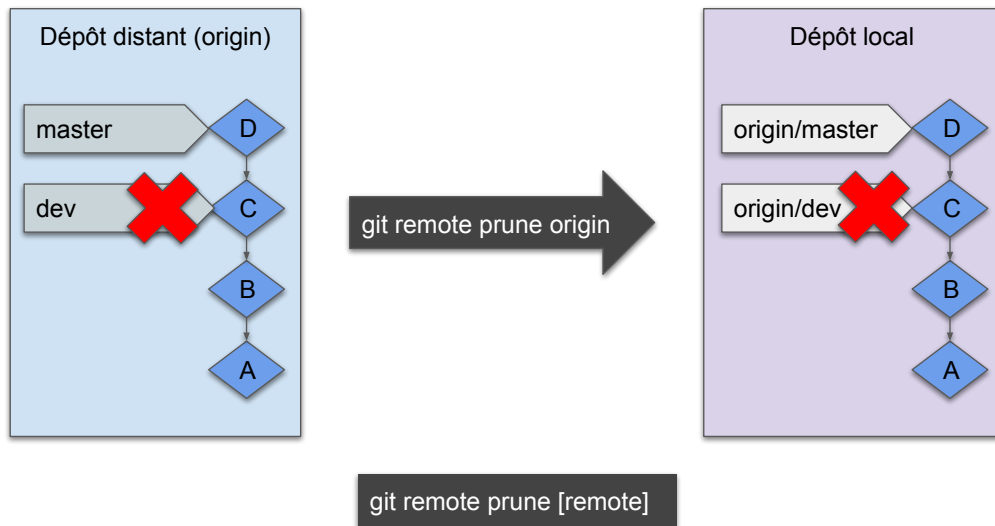 Dépôt distant (origin)
master
D
dev
C
B
A
git remote prune origin
Dépôt local
origin/master
D
origin/dev
C
B
A
git remote prune [remote]